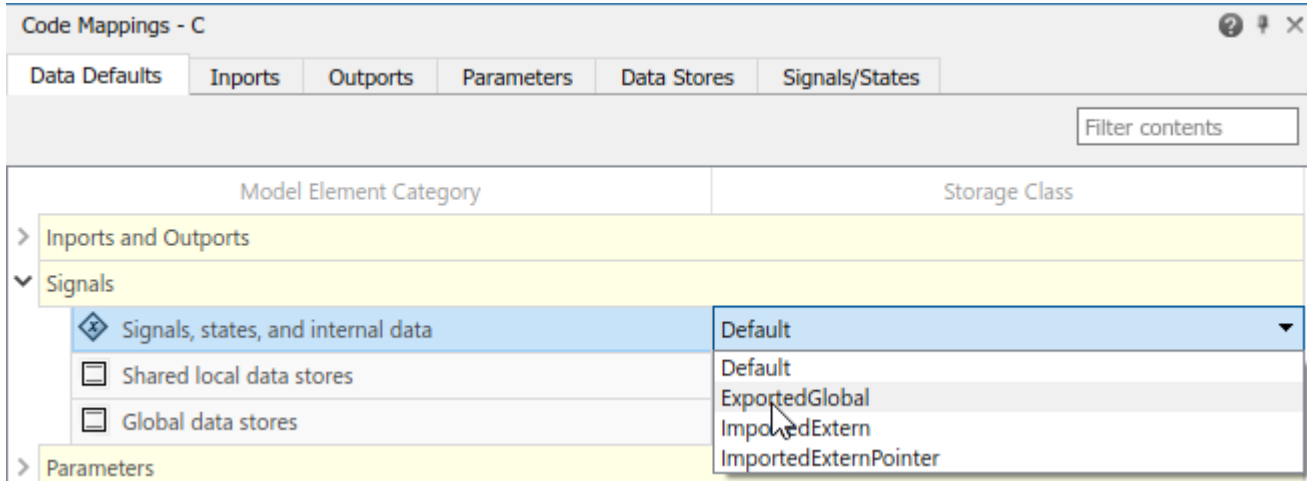 Code Mappings - C
Data Defaults Inports Outports Parameters Data Stores Signals/States
Filter contents
Model Element Category Storage Class
Inports and Outports
Signals
Signals, states, and internal data Default
Shared local data stores Default
Global data stores ExportedGlobal
ImportedExtern
Parameters ImportedExternPointer